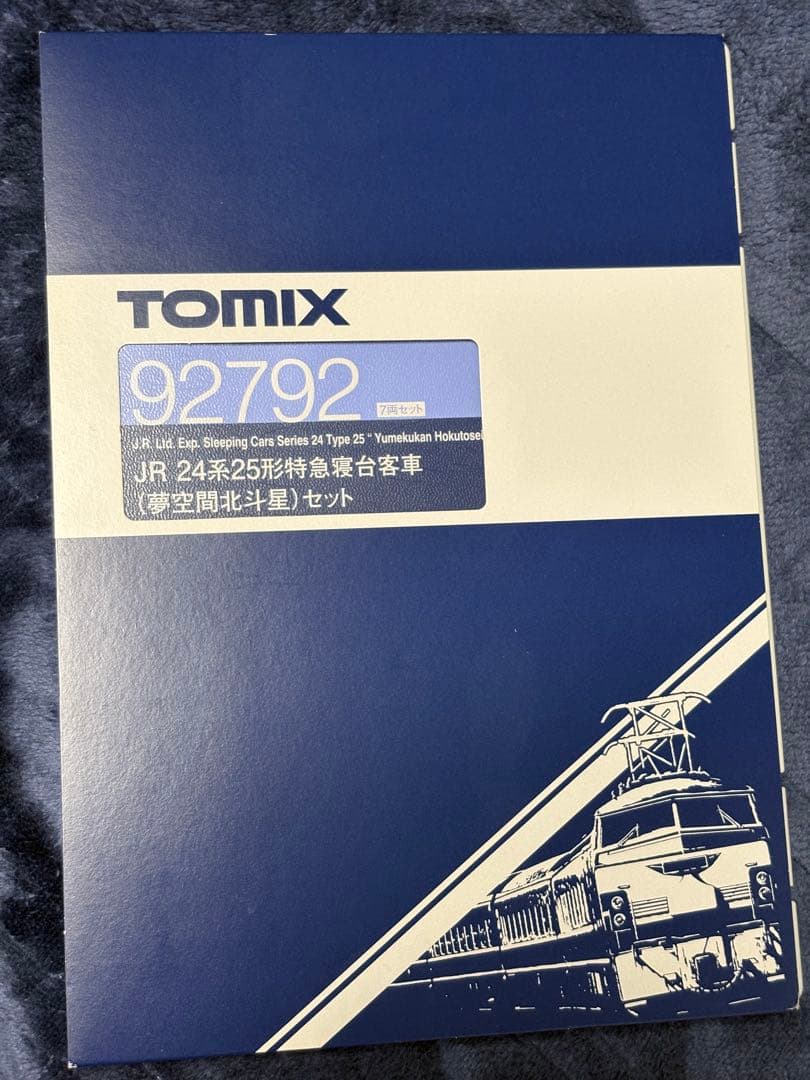 TOMIX
92792 7両セット
J.R. Ltd. Exp. Sleeping Cars Series 24 Type 25 " Yumekukan Hokutosei
JR 24系25形特急寝台客車
(夢空間北斗星)セット